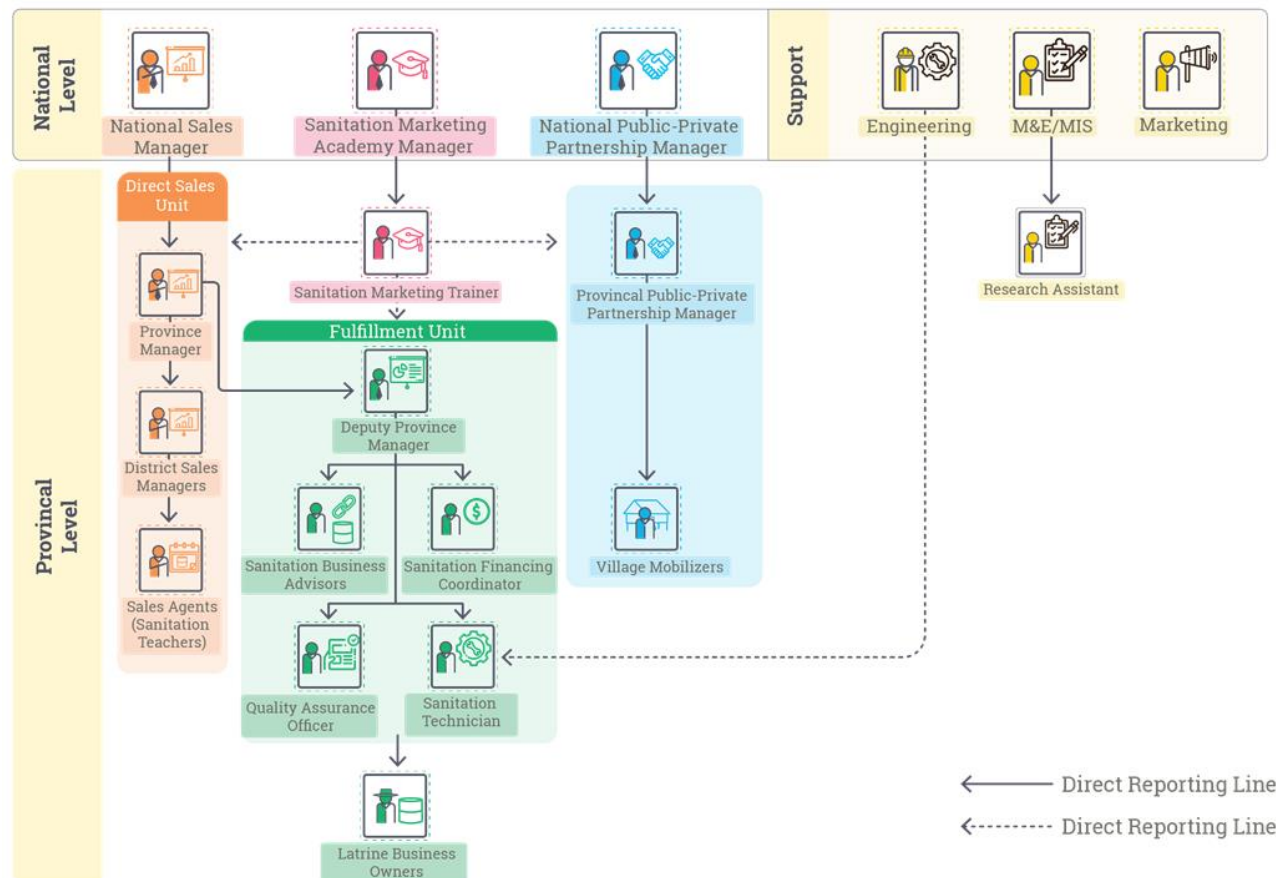 National
Level
National Sales
Manager
Sanitation Marketing
Academy Manager
National Public-Private
Partnership Manager
Support
Engineering
M&E/MIS
Marketing
Provincal
Level
Direct Sales
Unit
Province
Manager
District Sales
Managers
Sales Agents
(Sanitation
Teachers)
Sanitation Marketing Trainer
Fulfillment Unit
Deputy Province
Manager
Sanitation Business
Advisors
Sanitation Financing
Coordinator
Quality Assurance
Officer
Sanitation
Technician
Latrine Business
Owners
Provincal Public-Private
Partnership Manager
Village Mobilizers
Research Assistant
Direct Reporting Line
Direct Reporting Line